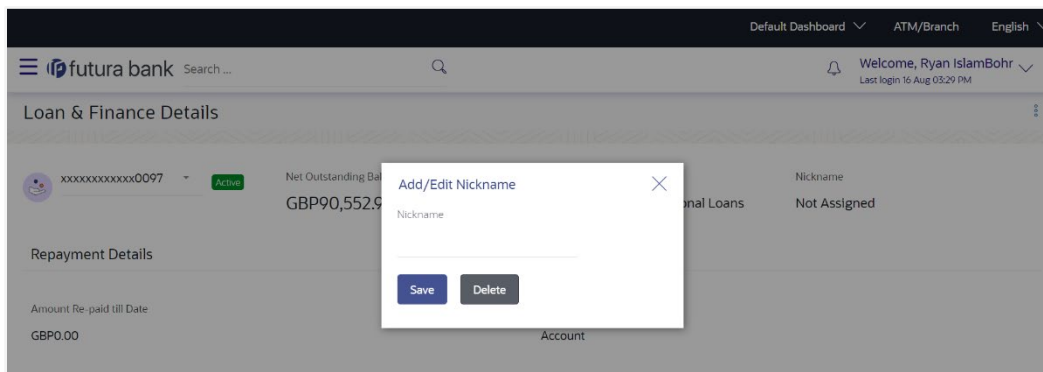 Default Dashboard ATM/Branch English
futura bank Search ... Welcome, Ryan IslamBohr
Last login 16 Aug 03:29 PM
Loan & Finance Details
xxxxxxxxxxxx0097 Active
Net Outstanding
GBP90,552.9
Add/Edit Nickname
Nickname
Save Delete
Loans
Nickname
Not Assigned
Repayment Details
Amount Re-paid till Date
GBP0.00
Account